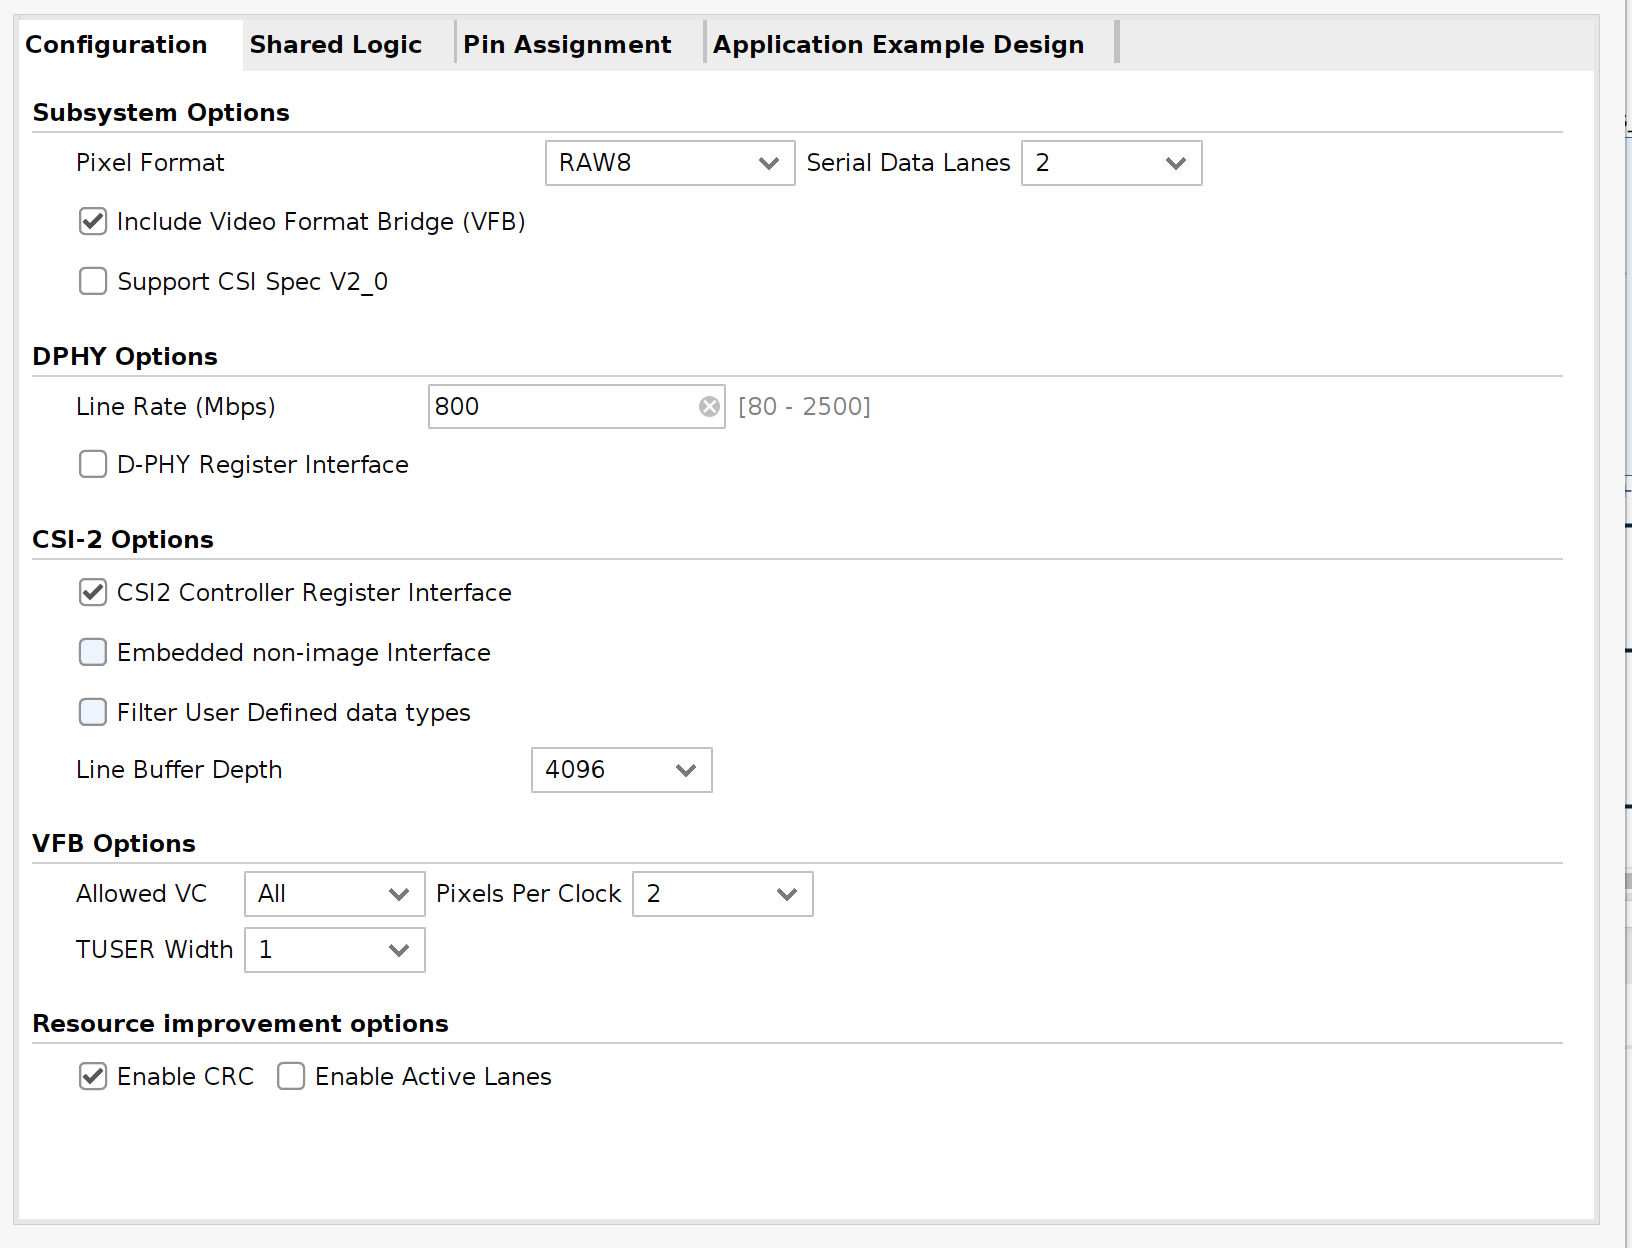 Configuration Shared Logic Pin Assignment Application Example Design
Subsystem Options
Pixel Format RAW8 Serial Data Lanes 2
Include Video Format Bridge (VFB)
Support CSI Spec V2_0
DPHY Options
Line Rate (Mbps) 800 [80 - 2500]
D-PHY Register Interface
CSI-2 Options
CSI2 Controller Register Interface
Embedded non-image Interface
Filter User Defined data types
Line Buffer Depth 4096
VFB Options
Allowed VC All Pixels Per Clock 2
TUSER Width 1
Resource improvement options
Enable CRC Enable Active Lanes